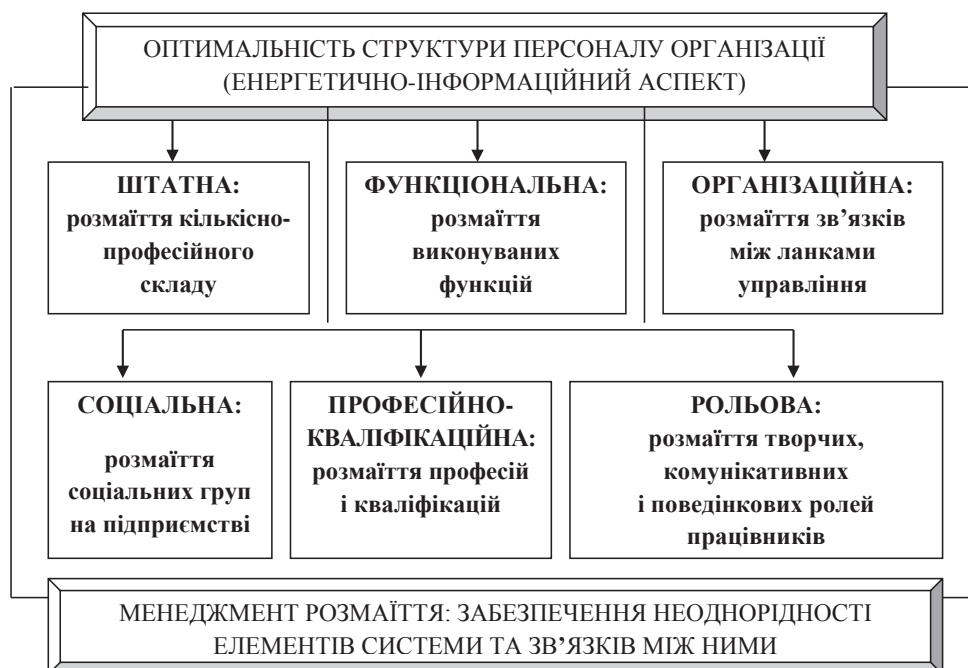 ОПТИМАЛЬНІСТЬ СТРУКТУРИ ПЕРСОНАЛУ ОРГАНІЗАЦІЇ
(ЕНЕРГЕТИЧНО-ІНФОРМАЦІЙНИЙ АСПЕКТ)
ШТАТНА:
розмаїття кількісно-
професійного
складу
ФУНКЦІОНАЛЬНА:
розмаїття
виконуваних
функцій
ОРГАНІЗАЦІЙНА:
розмаїття зв’язків
між ланками
управління
СОЦІАЛЬНА:
розмаїття
соціальних груп
на підприємстві
ПРОФЕСІЙНО-
КВАЛІФІКАЦІЙНА:
розмаїття професій
і кваліфікацій
РОЛЬОВА:
розмаїття творчих,
комунікативних
і поведінкових ролей
працівників
МЕНЕДЖМЕНТ РОЗМАЇТТЯ: ЗАБЕЗПЕЧЕННЯ НЕОДНОРІДНОСТІ
ЕЛЕМЕНТІВ СИСТЕМИ ТА ЗВ’ЯЗКІВ МІЖ НИМИ